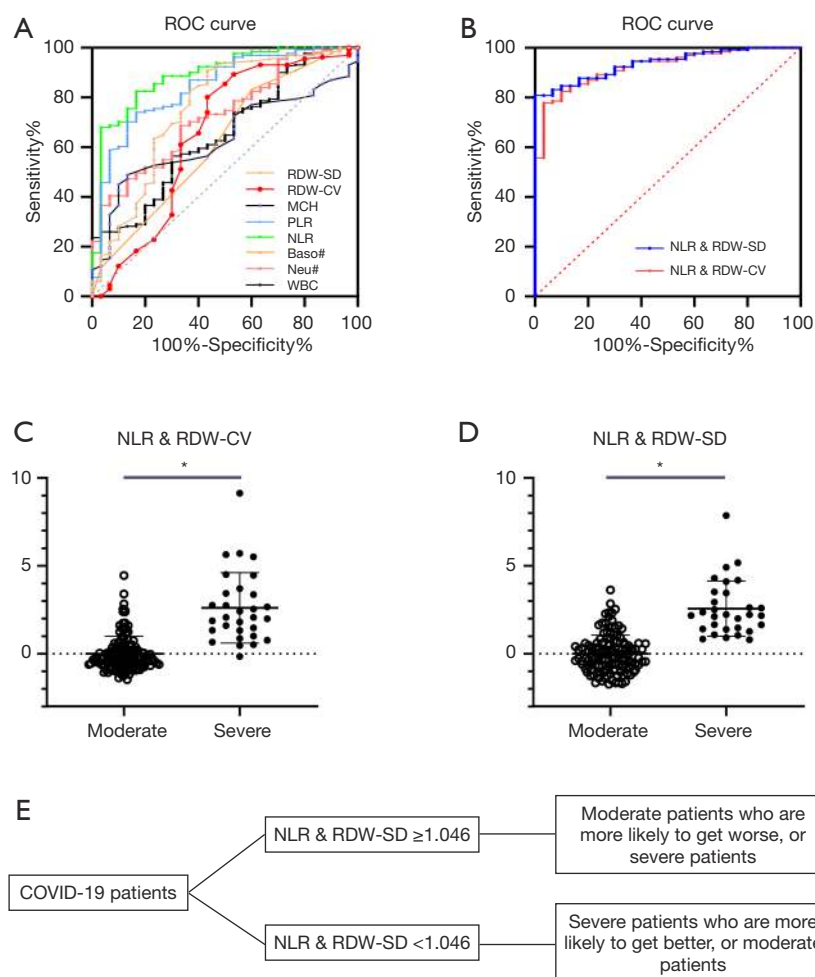 A
ROC curve
100
80
60
40
20
0
Sensitivity%
RDW-SD
RDW-CV
MCH
PLR
NLR
Baso#
Neu#
WBC
0 20 40 60 80 100
100%-Specificity%
B
ROC curve
100
80
60
40
20
0
Sensitivity%
NLR & RDW-SD
NLR & RDW-CV
0 20 40 60 80 100
100%-Specificity%
C
NLR & RDW-CV
*
10
5
0
Moderate Severe
D
NLR & RDW-SD
*
10
5
0
Moderate Severe
E
COVID-19 patients
NLR & RDW-SD ≥1.046
Moderate patients who are
more likely to get worse, or
severe patients
NLR & RDW-SD <1.046
Severe patients who are more
likely to get better, or moderate
patients